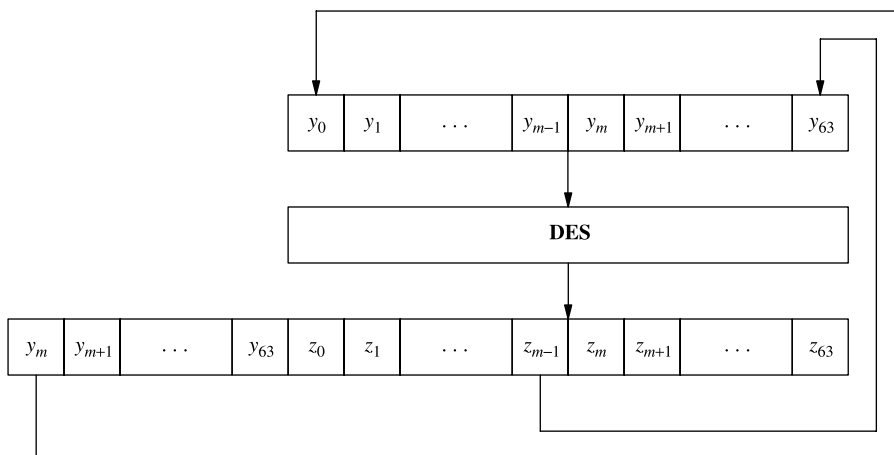 y₀ y₁ . . . yₘ₋₁ yₘ yₘ₊₁ . . . y₆₃
DES
yₘ yₘ₊₁ . . . y₆₃ z₀ z₁ . . . zₘ₋₁ zₘ zₘ₊₁ . . . z₆₃